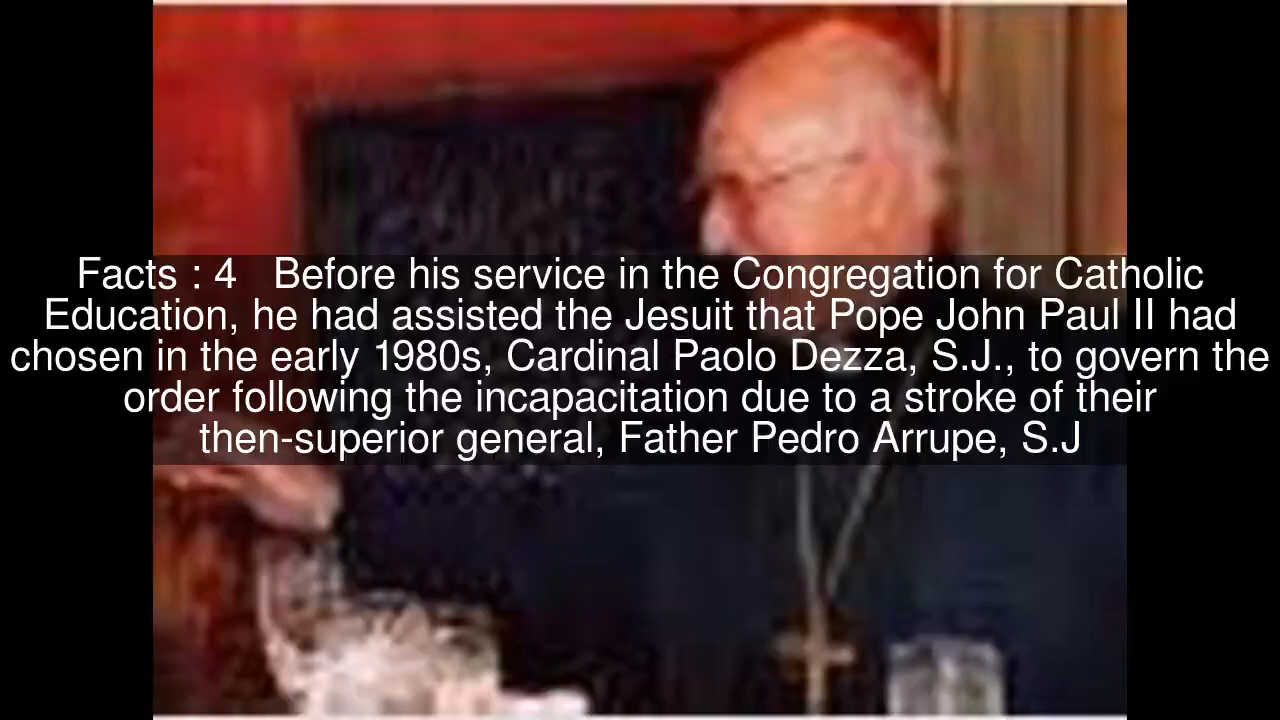 Facts : 4   Before his service in the Congregation for Catholic
Education, he had assisted the Jesuit that Pope John Paul II had
chosen in the early 1980s, Cardinal Paolo Dezza, S.J., to govern the
order following the incapacitation due to a stroke of their
then-superior general, Father Pedro Arrupe, S.J